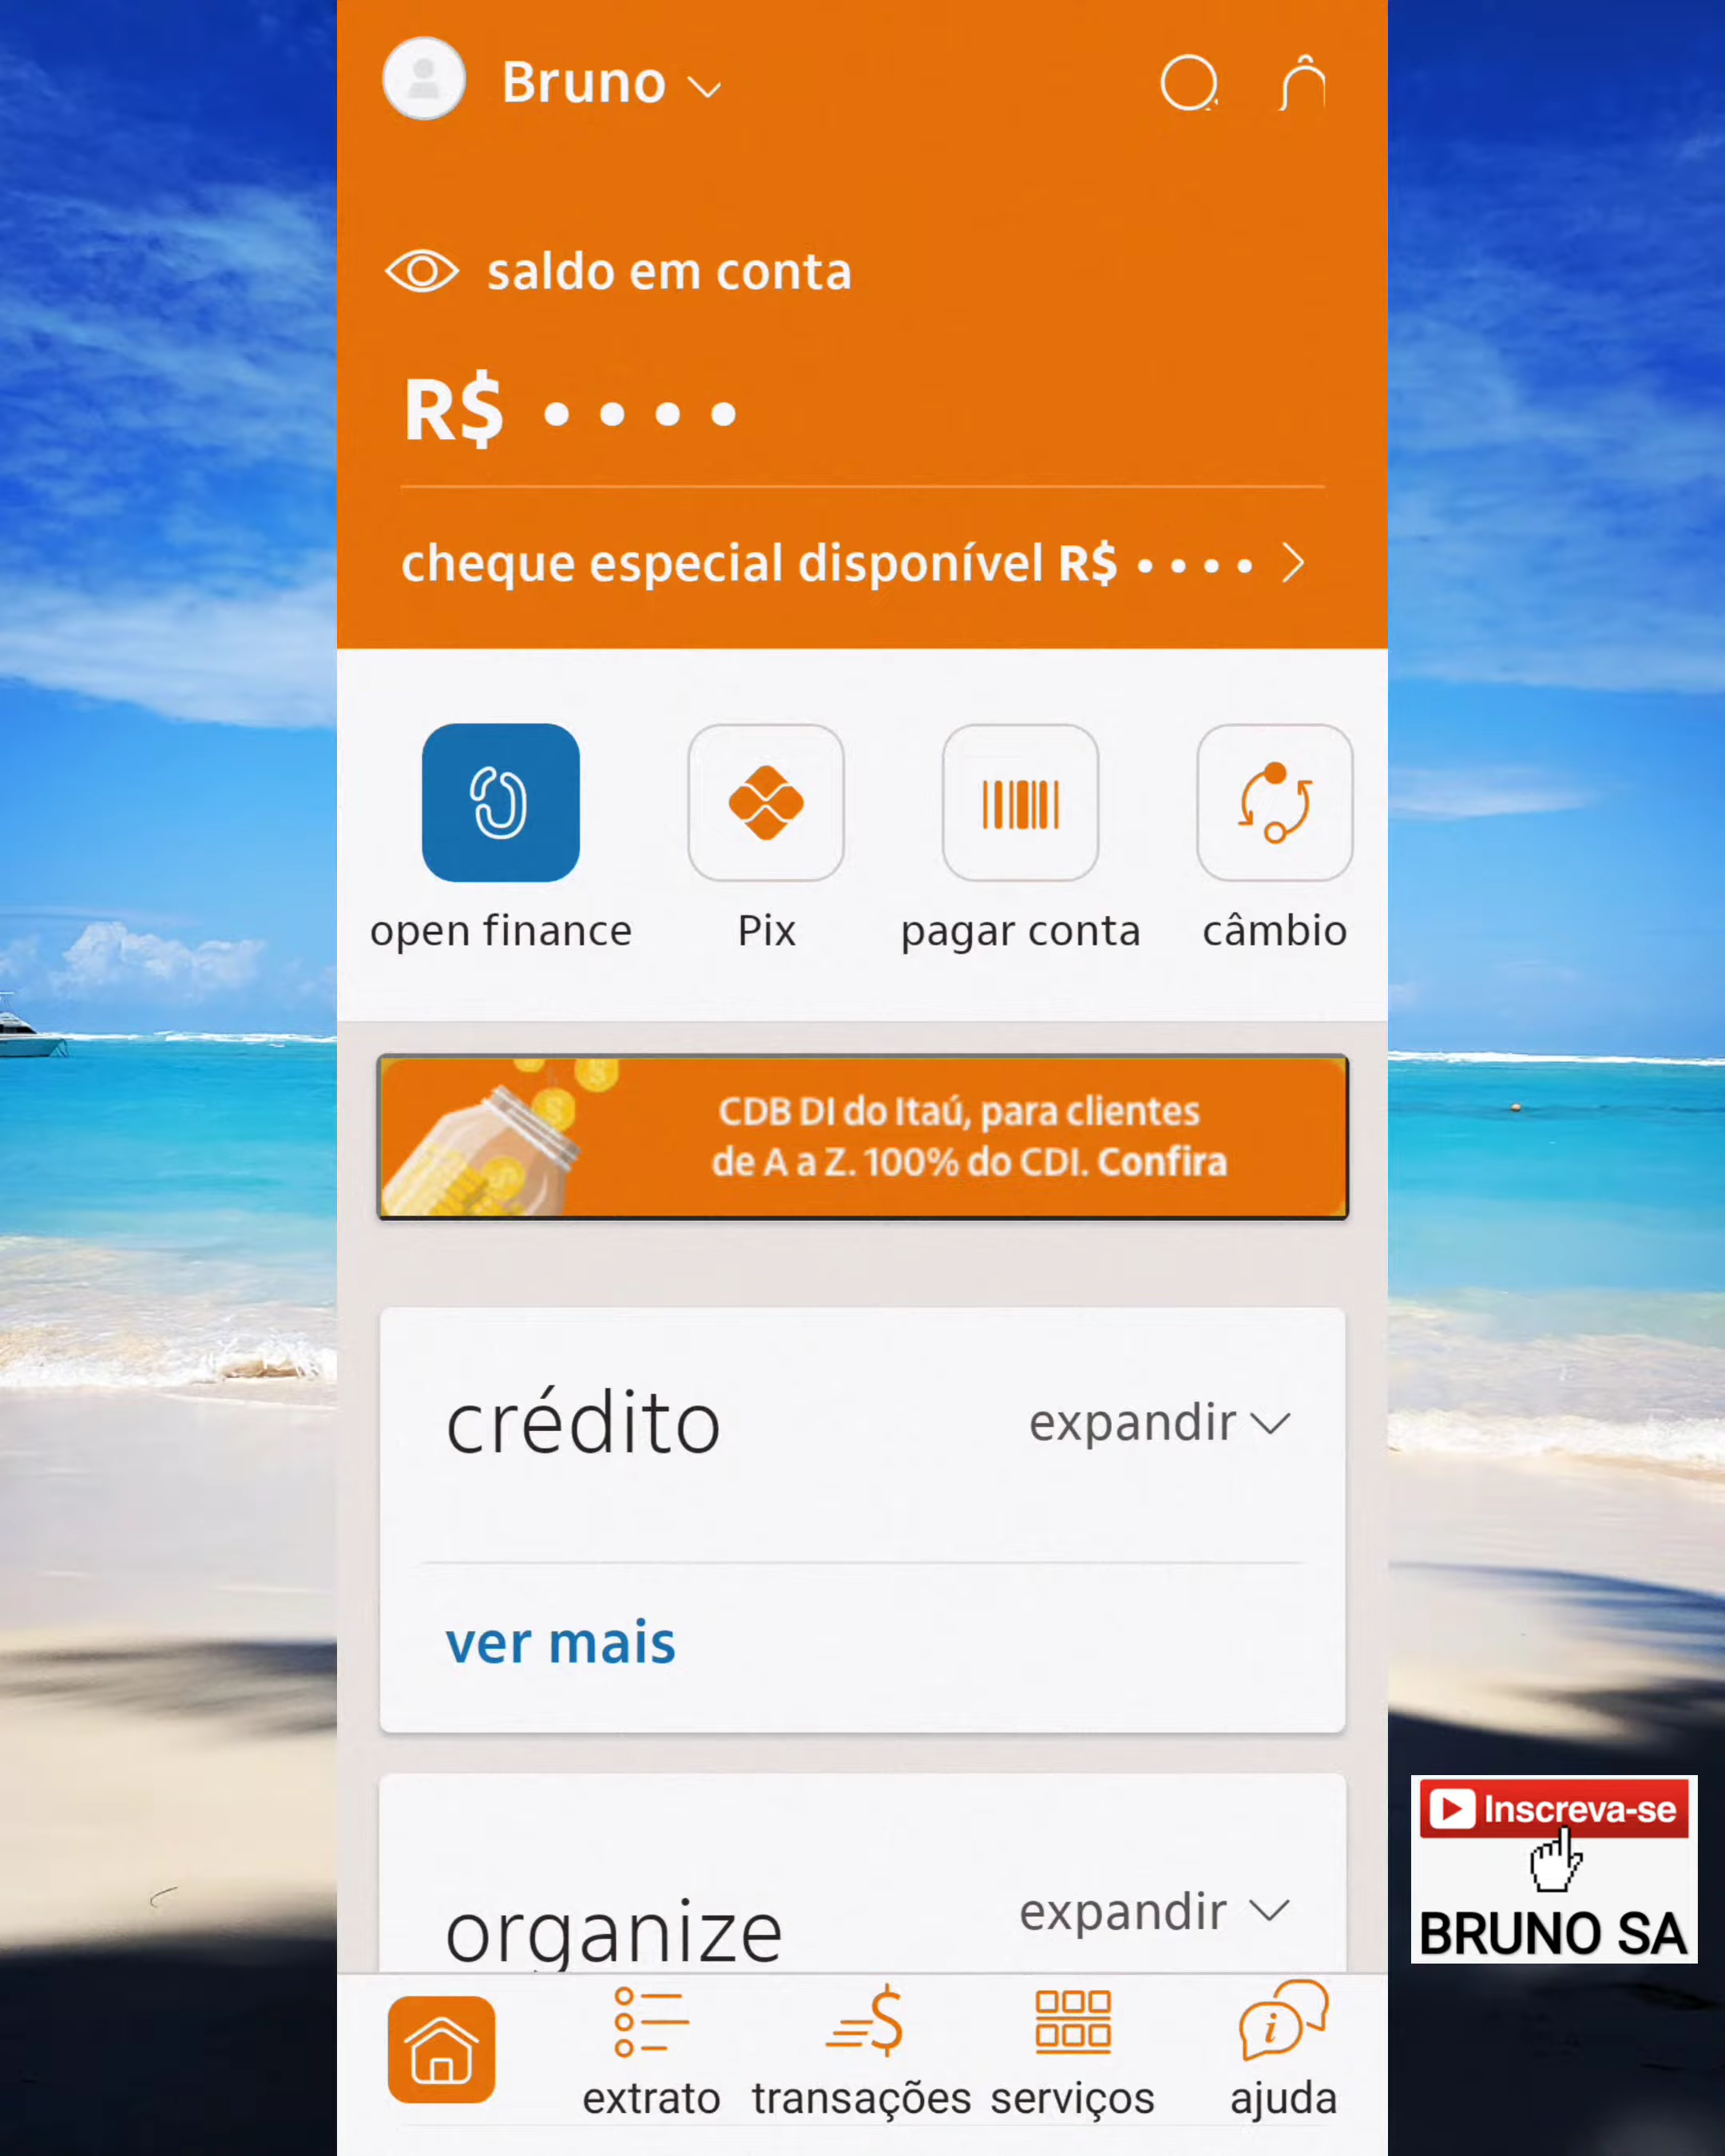 Bruno
saldo em conta
R$ • • • •
cheque especial disponível R$ • • • •
open finance
Pix
pagar conta
câmbio
CDB DI do Itaú, para clientes
de A a Z. 100% do CDI. Confira
crédito
expandir
ver mais
organize
expandir
Inscreva-se
BRUNO SA
extrato
transações
serviços
ajuda